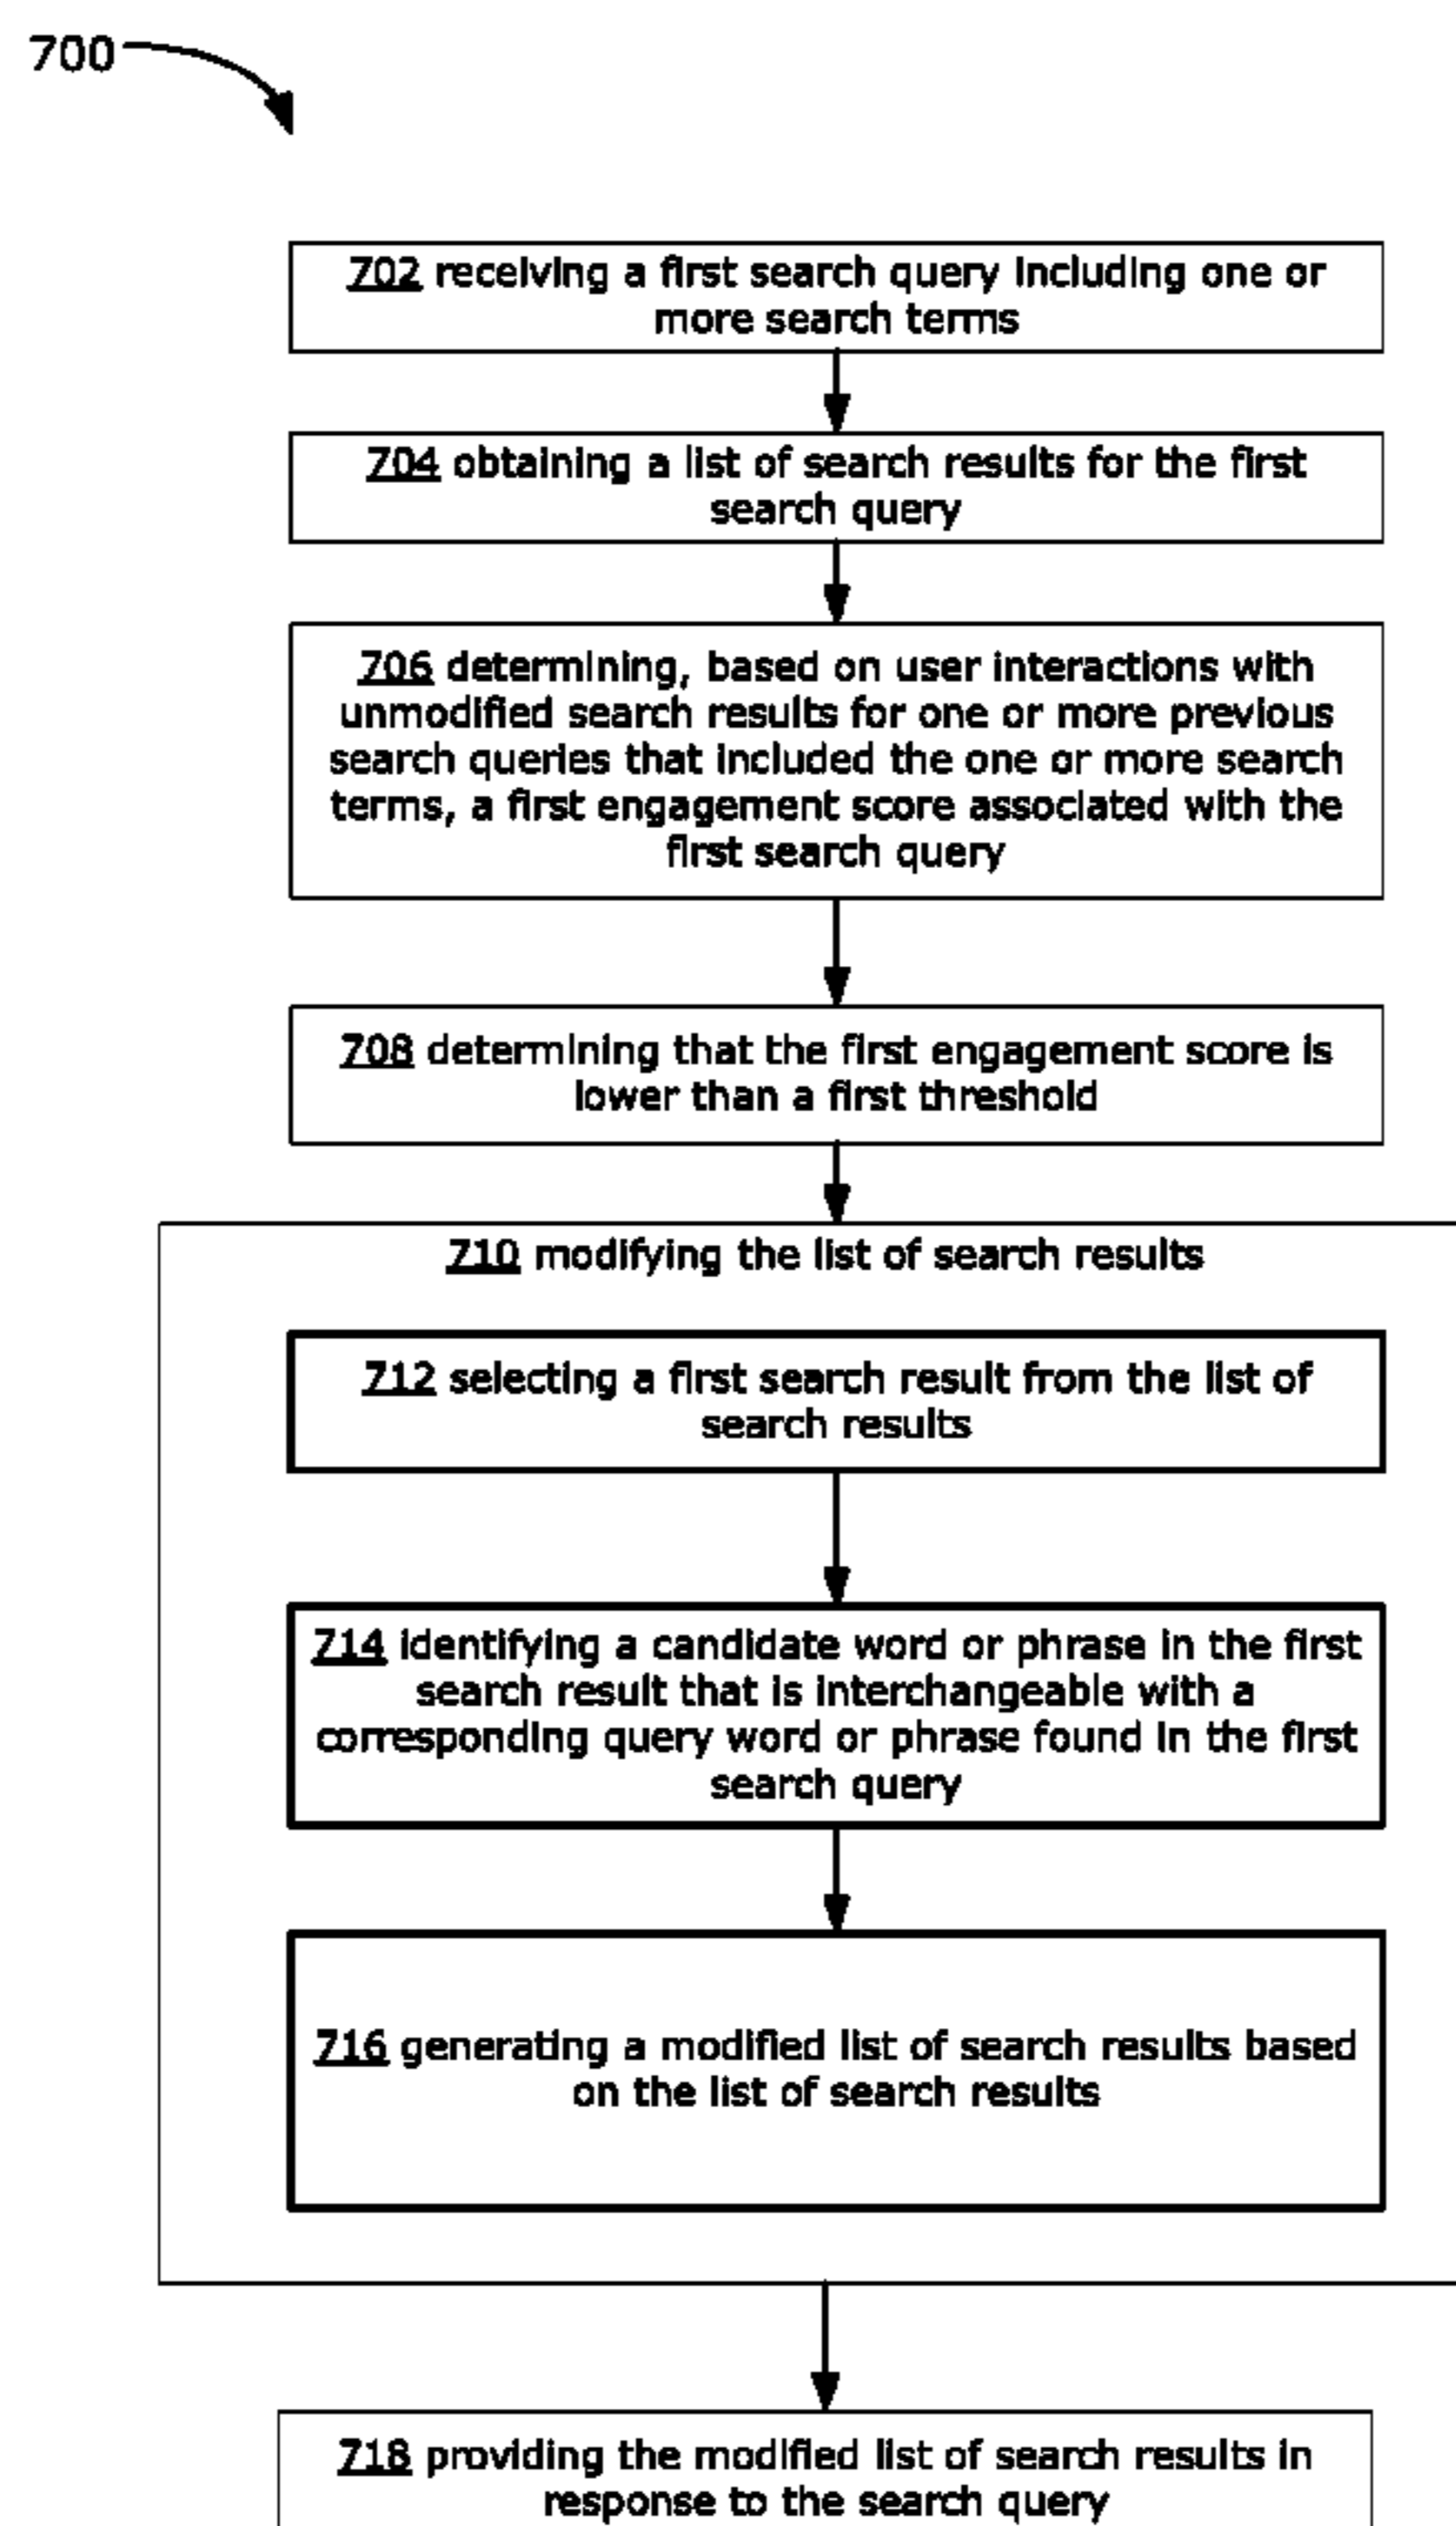 700
702 receiving a first search query including one or
more search terms
704 obtaining a list of search results for the first
search query
706 determining, based on user interactions with
unmodified search results for one or more previous
search queries that included the one or more search
terms, a first engagement score associated with the
first search query
708 determining that the first engagement score is
lower than a first threshold
710 modifying the list of search results
712 selecting a first search result from the list of
search results
714 identifying a candidate word or phrase in the first
search result that is interchangeable with a
corresponding query word or phrase found in the first
search query
716 generating a modified list of search results based
on the list of search results
718 providing the modified list of search results in
response to the search query